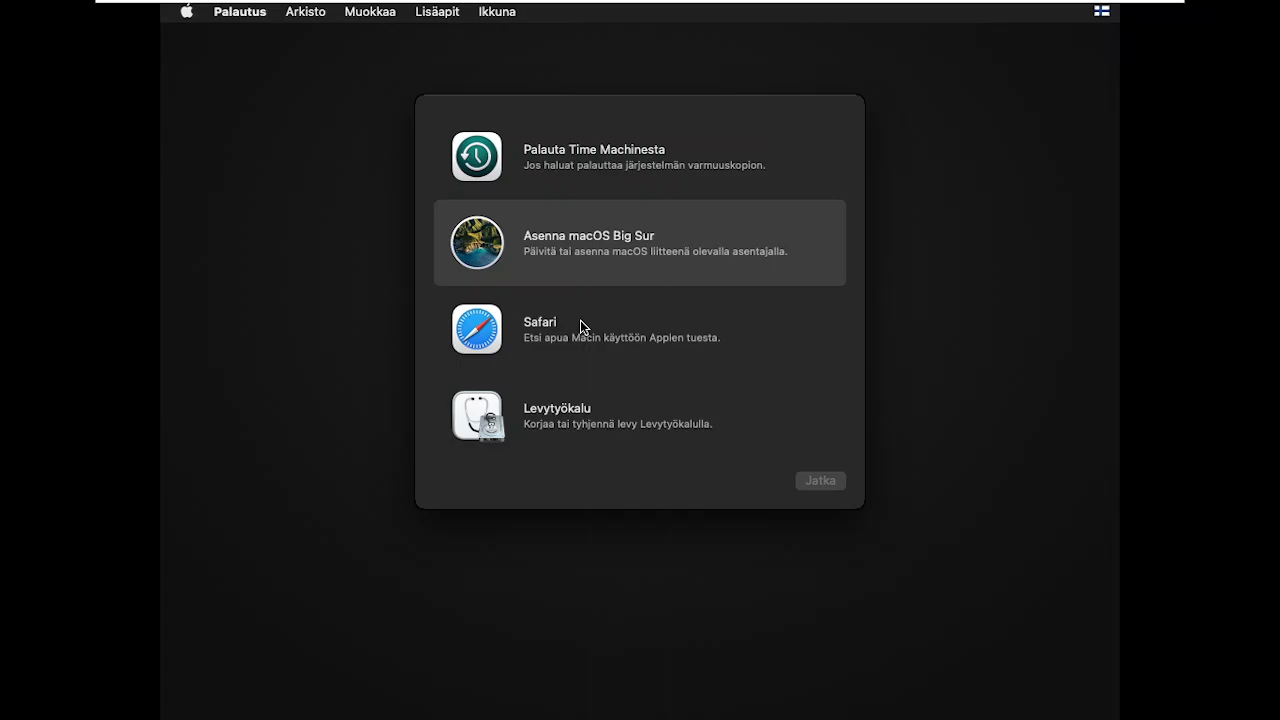 Palautus Arkisto Muokkaa Lisäapit Ikkuna
Palauta Time Machinesta
Jos haluat palauttaa järjestelmän varmuuskopion.
Asenna macOS Big Sur
Päivitä tai asenna macOS liitteenä olevalla asentajalla.
Safari
Etsi apua Macin käyttöön Applen tuesta.
Levytyökalu
Korjaa tai tyhjennä levy Levytyökalulla.
Jatka